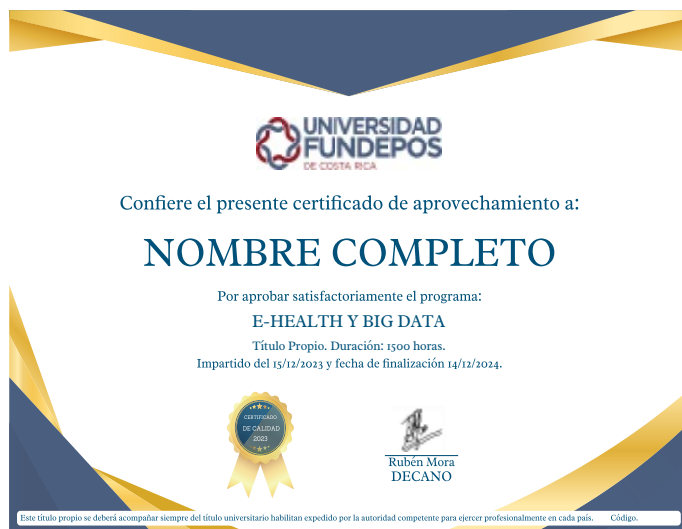 UNIVERSIDAD
FUNDEPOS
DE COSTA RICA
Confiere el presente certificado de aprovechamiento a:
NOMBRE COMPLETO
Por aprobar satisfactoriamente el programa:
E-HEALTH Y BIG DATA
Título Propio. Duración: 1500 horas.
Impartido del 15/12/2023 y fecha de finalización 14/12/2024.
CERTIFICADO
DE CALIDAD
2023
Rubén Mora
DECANO
Este título propio se deberá acompañar siempre del título universitario habilitan expedido por la autoridad competente para ejercer profesionalmente en cada país. Código.